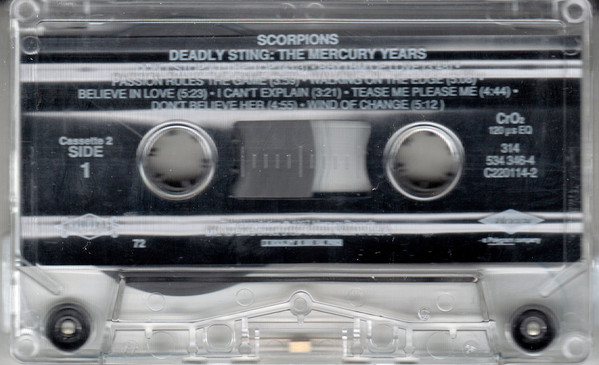 SCORPIONS
DEADLY STING: THE MERCURY YEARS
PASSION RULES THE GAME (3:59) • WALKING ON THE EDGE
BELIEVE IN LOVE (5:23) • I CAN'T EXPLAIN (3:21) • TEASE ME PLEASE ME (4:44) •
DON'T BELIEVE HER (4:55) • WIND OF CHANGE (5:12)
Cassette 2
SIDE
1
CrO₂
120 µs EQ
314
534 346-4
C220114-2
72
a PolyGram company